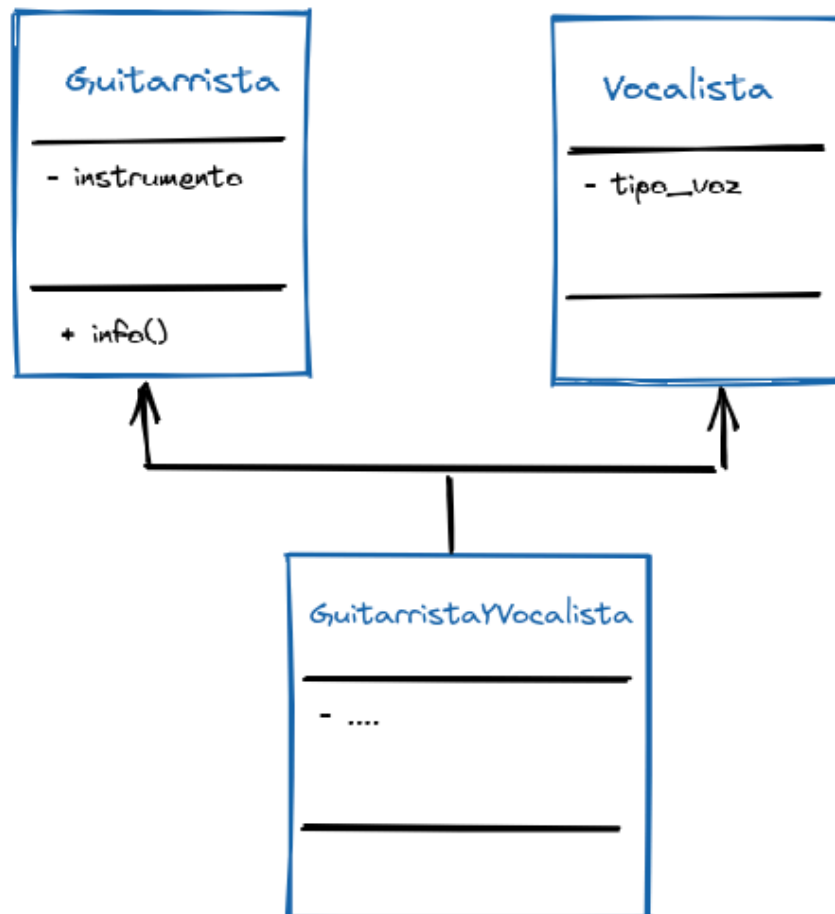 Guitarrista
- instrumento
+ info()
Vocalista
- tipo_voz
GuitarristaYVocalista
- ....